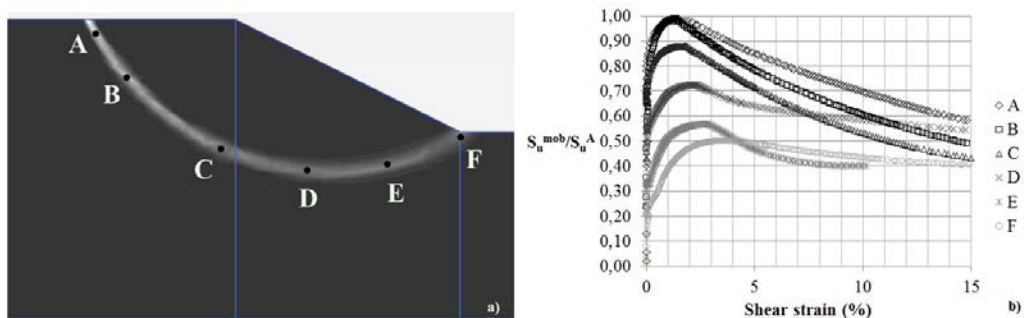 A
B
C
D
E
F
a)
1,00
0,90
0,80
0,70
0,60
0,50
0,40
0,30
0,20
0,10
0,00
Su^mob/Su^A
0
5
10
15
Shear strain (%)
A
B
C
D
E
F
b)